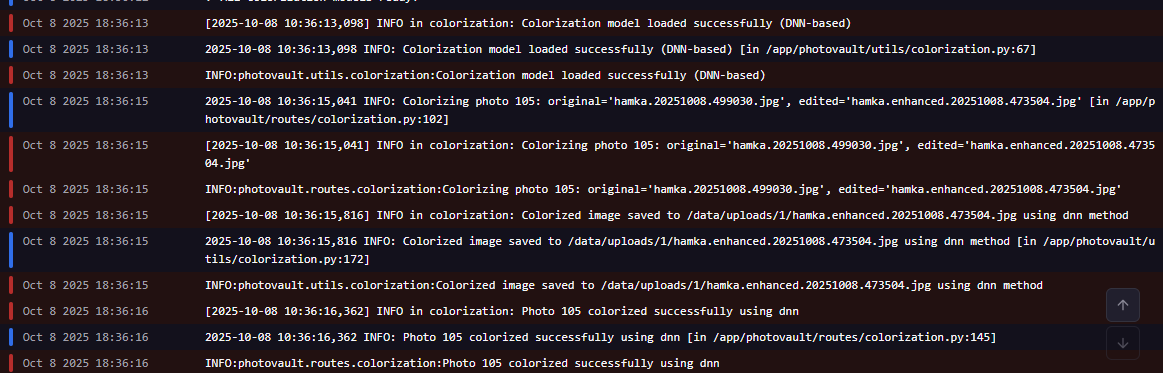 Oct 8 2025 18:36:13 [2025-10-08 10:36:13,098] INFO in colorization: Colorization model loaded successfully (DNN-based)
Oct 8 2025 18:36:13 2025-10-08 10:36:13,098 INFO: Colorization model loaded successfully (DNN-based) [in /app/photovault/utils/colorization.py:67]
Oct 8 2025 18:36:13 INFO:photovault.utils.colorization:Colorization model loaded successfully (DNN-based)
Oct 8 2025 18:36:15 2025-10-08 10:36:15,041 INFO: Colorizing photo 105: original='hamka.20251008.499030.jpg', edited='hamka.enhanced.20251008.473504.jpg' [in /app/p
hotovault/routes/colorization.py:102]
Oct 8 2025 18:36:15 [2025-10-08 10:36:15,041] INFO in colorization: Colorizing photo 105: original='hamka.20251008.499030.jpg', edited='hamka.enhanced.20251008.4735
04.jpg'
Oct 8 2025 18:36:15 INFO:photovault.routes.colorization:Colorizing photo 105: original='hamka.20251008.499030.jpg', edited='hamka.enhanced.20251008.473504.jpg'
Oct 8 2025 18:36:15 [2025-10-08 10:36:15,816] INFO in colorization: Colorized image saved to /data/uploads/1/hamka.enhanced.20251008.473504.jpg using dnn method
Oct 8 2025 18:36:15 2025-10-08 10:36:15,816 INFO: Colorized image saved to /data/uploads/1/hamka.enhanced.20251008.473504.jpg using dnn method [in /app/photovault/u
tils/colorization.py:172]
Oct 8 2025 18:36:15 INFO:photovault.utils.colorization:Colorized image saved to /data/uploads/1/hamka.enhanced.20251008.473504.jpg using dnn method
Oct 8 2025 18:36:16 [2025-10-08 10:36:16,362] INFO in colorization: Photo 105 colorized successfully using dnn
Oct 8 2025 18:36:16 2025-10-08 10:36:16,362 INFO: Photo 105 colorized successfully using dnn [in /app/photovault/routes/colorization.py:145]
Oct 8 2025 18:36:16 INFO:photovault.routes.colorization:Photo 105 colorized successfully using dnn